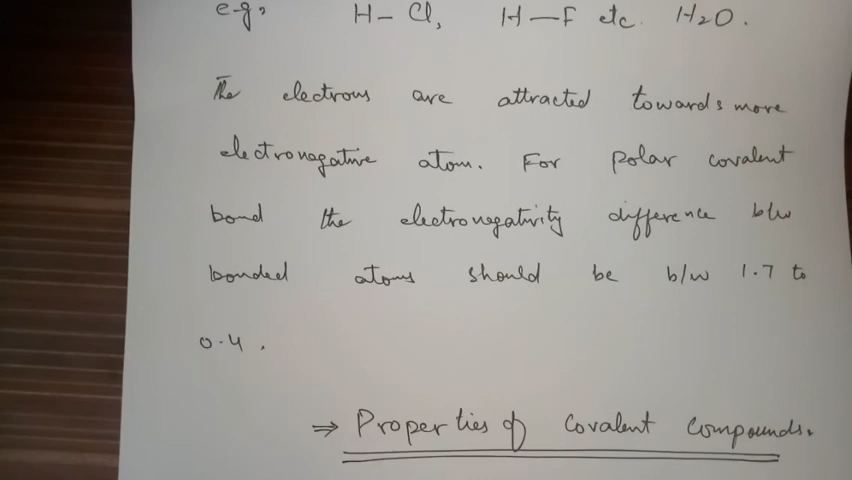 e.g, H-Cl, H-F etc. H₂O.
The electrons are attracted towards more
electronegative atom. For polar covalent
bond the electronegativity difference b/w
bonded atoms should be b/w 1.7 to
0.4.
⇒ Properties of covalent compounds.